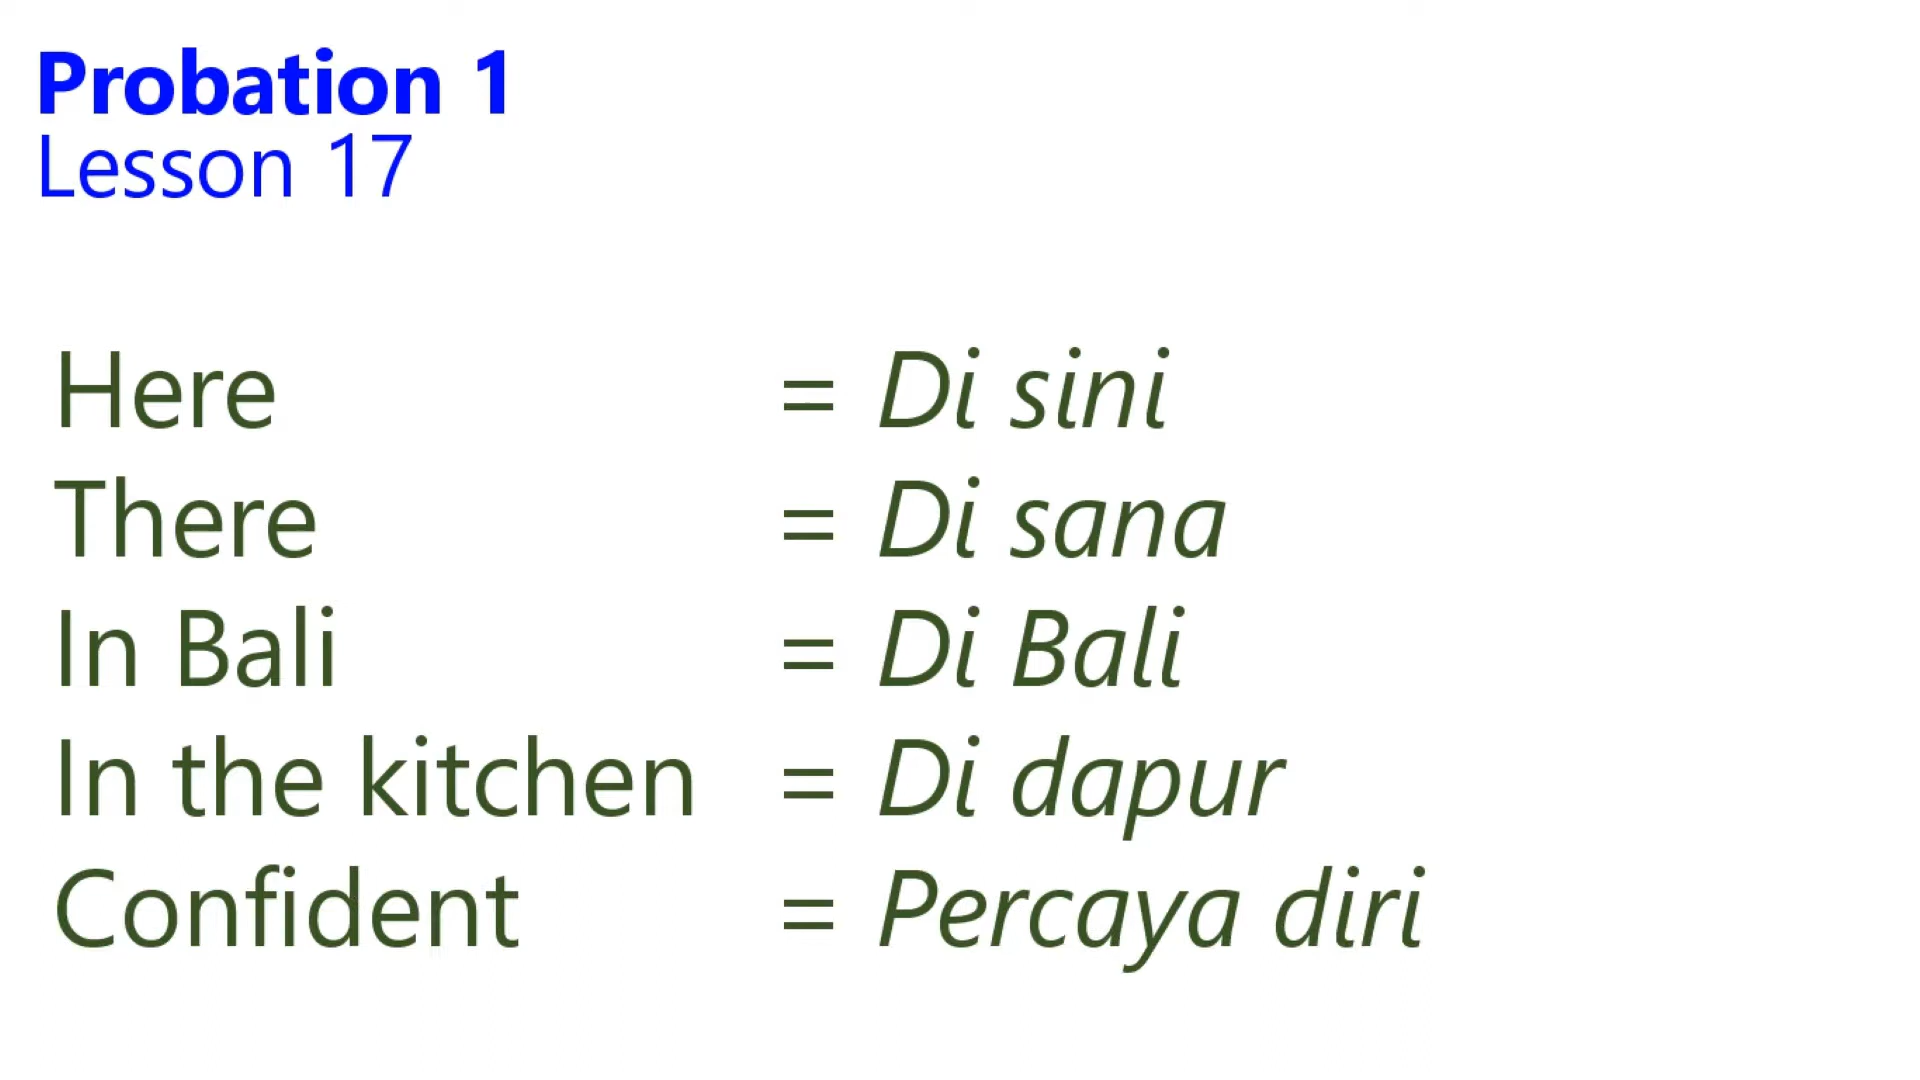 Probation 1
Lesson 17
Here = Di sini
There = Di sana
In Bali = Di Bali
In the kitchen = Di dapur
Confident = Percaya diri